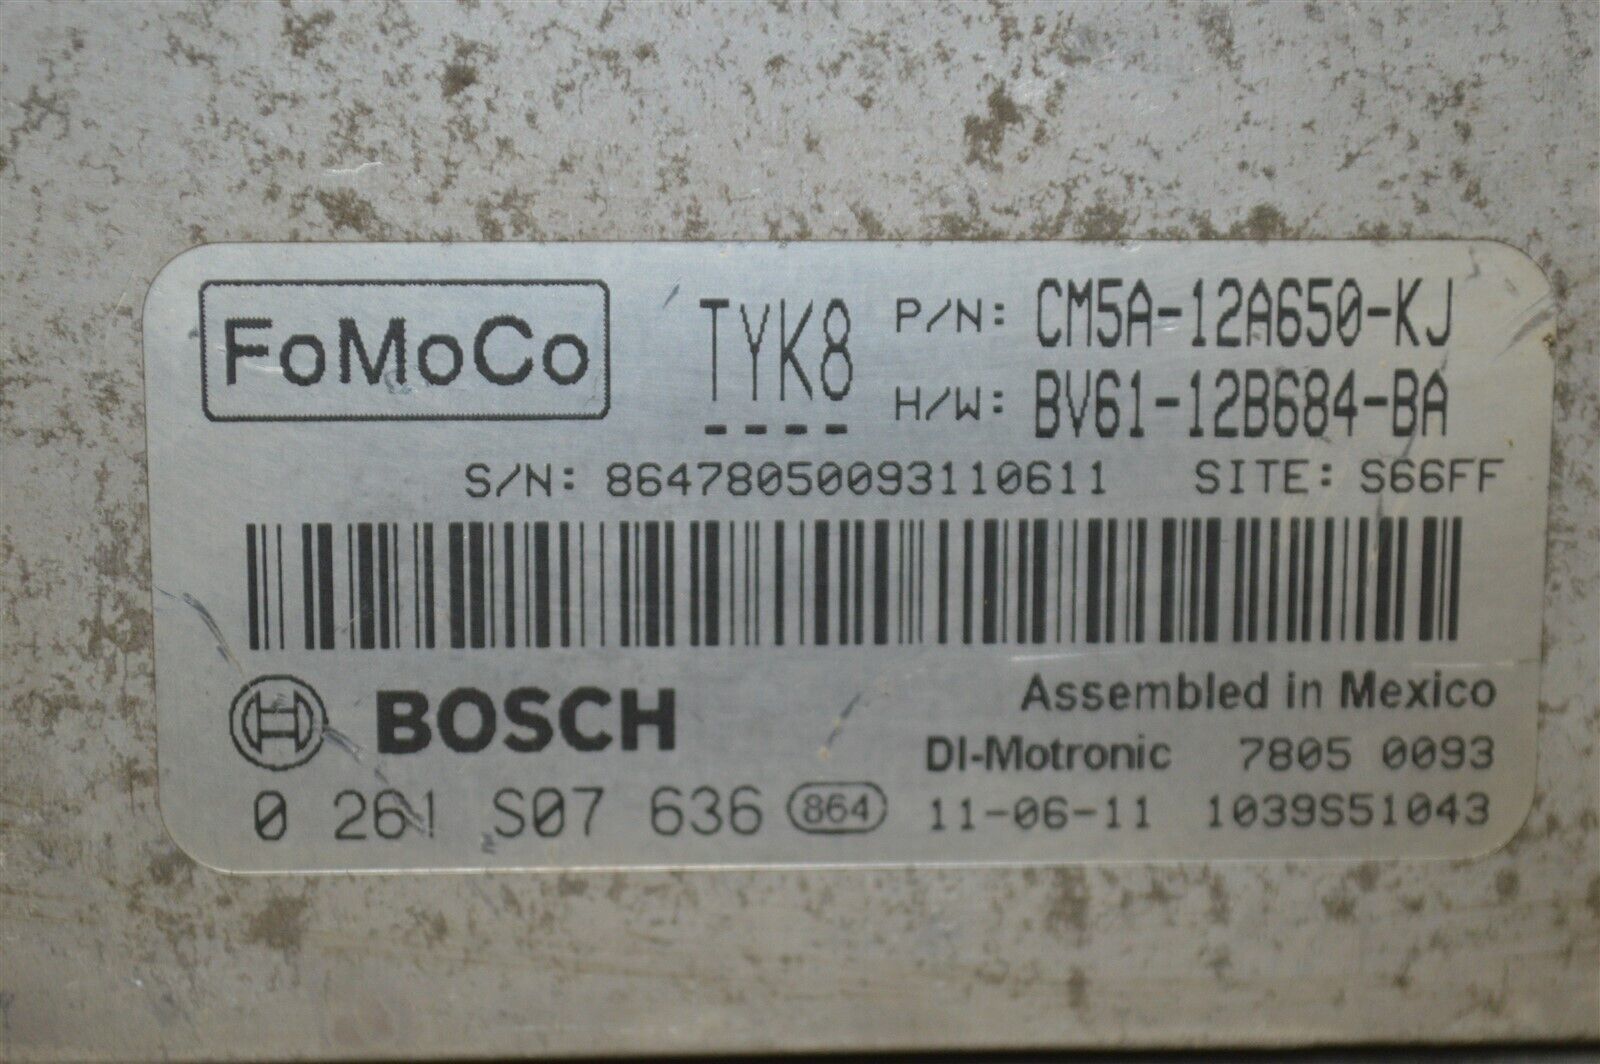 FoMoCo
TYK8
P/N: CM5A-12A650-KJ
H/W: BV61-12B684-BA
S/N: 86478050093110611 SITE: S66FF
BOSCH
Assembled in Mexico
DI-Motronic 7805 0093
0 261 S07 636 864 11-06-11 1039S51043